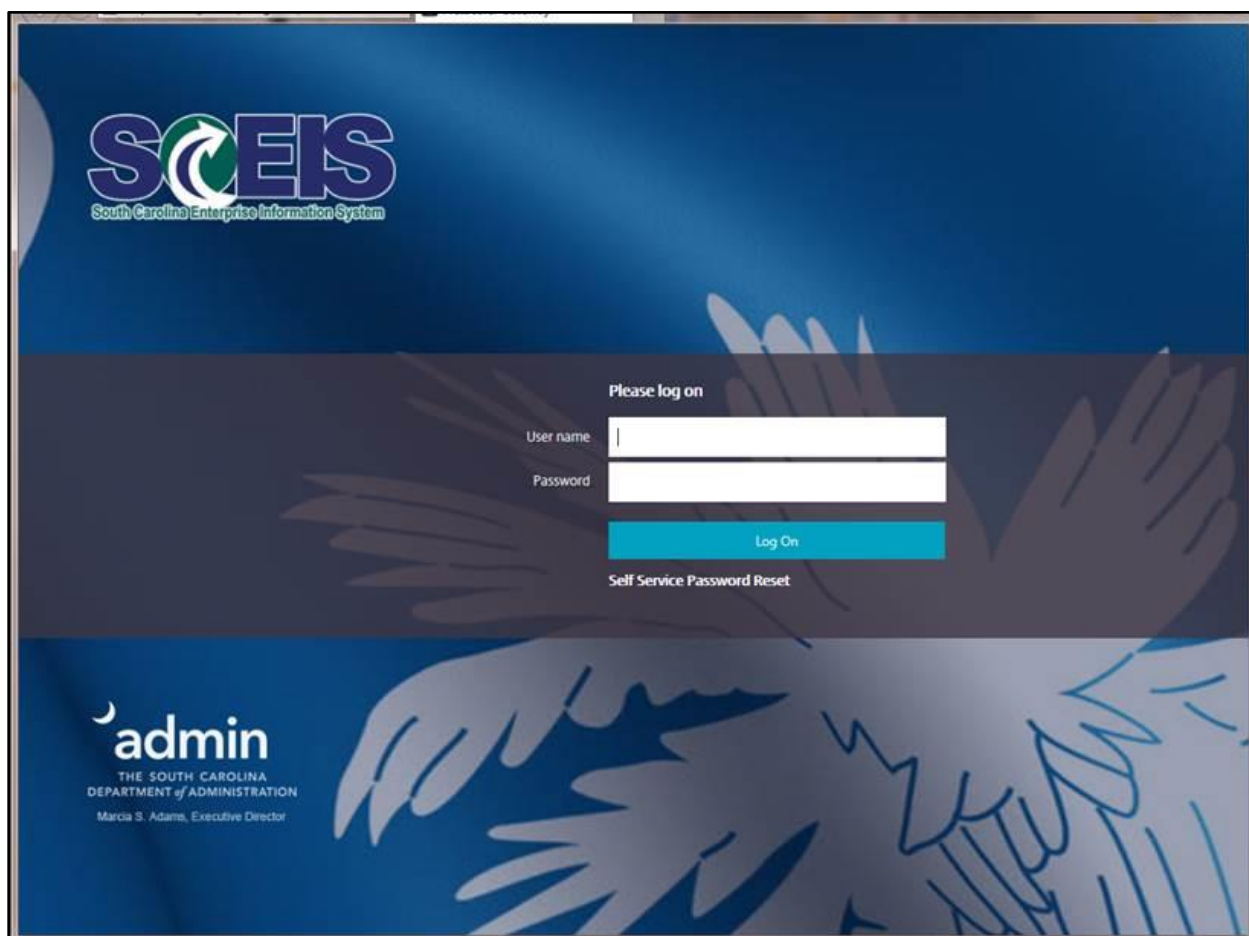 SCEIS
South Carolina Enterprise Information System
Please log on
User name
Password
Log On
Self Service Password Reset
admin
THE SOUTH CAROLINA
DEPARTMENT of ADMINISTRATION
Marcia S. Adams, Executive Director